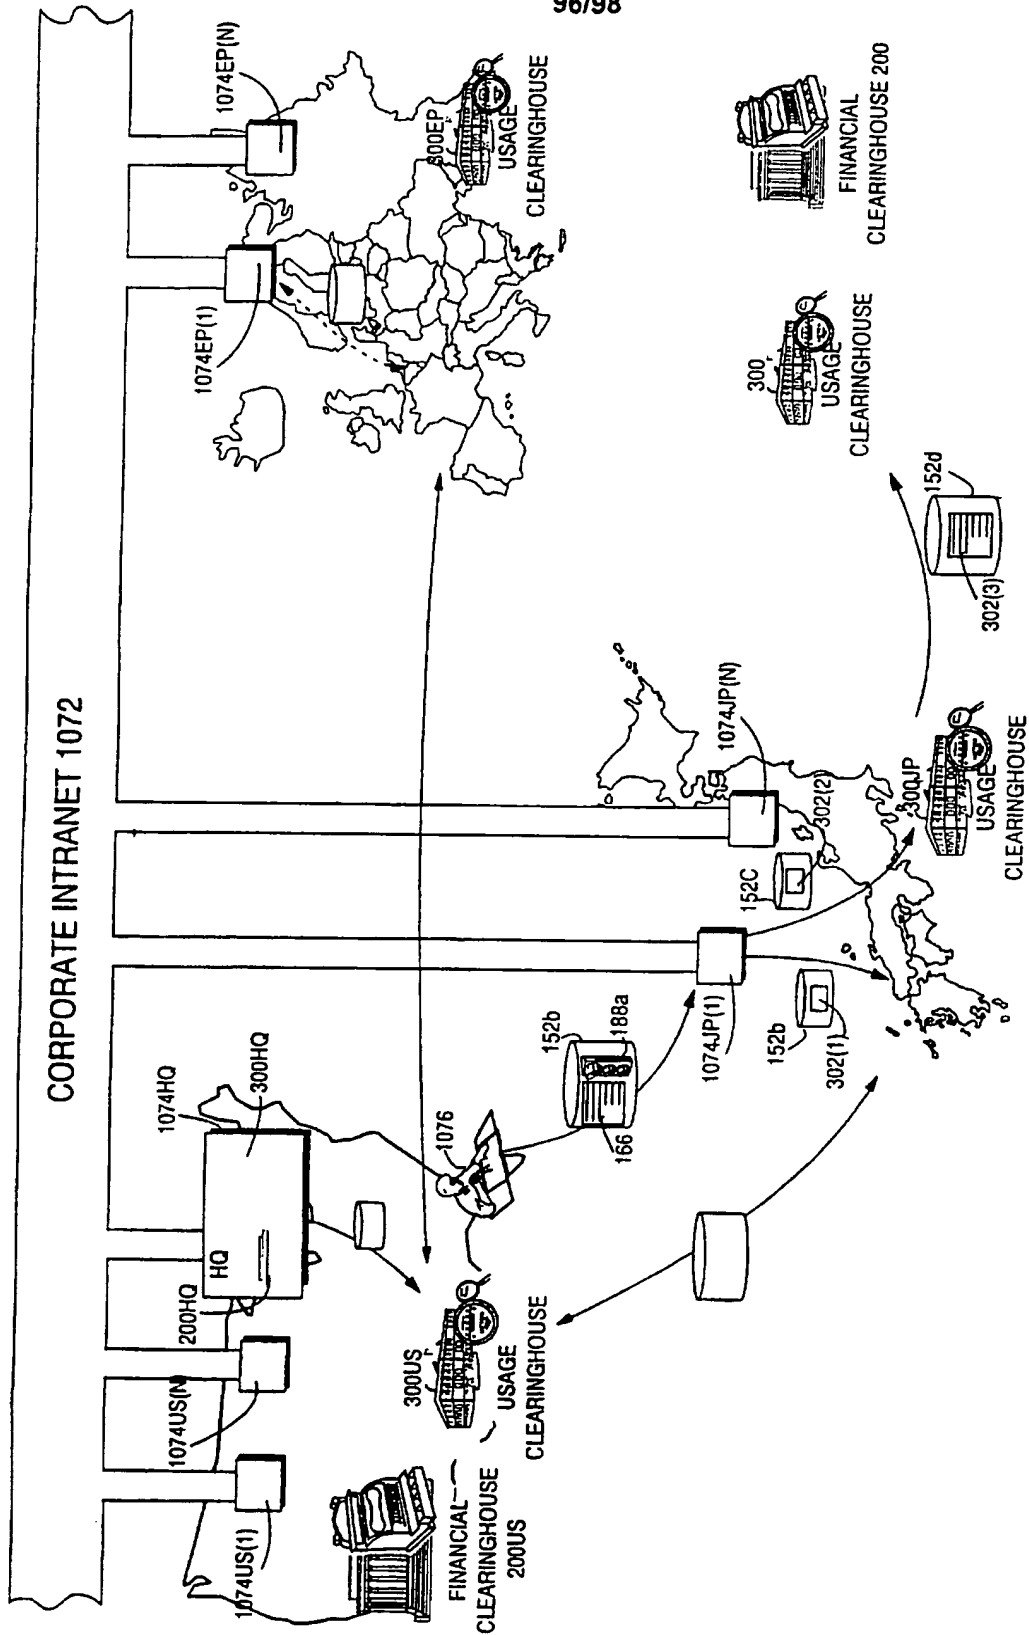 96/98
CORPORATE INTRANET 1072
1074US(1)
1074US(N)
200HQ
HQ
1074HQ
300HQ
1074EP(1)
1074EP(N)
300EP
USAGE
CLEARINGHOUSE
FINANCIAL
CLEARINGHOUSE
200US
300US
USAGE
CLEARINGHOUSE
1076
152b
188a
166
1074JP(1)
1074JP(N)
152C
302(2)
152b
302(1)
300JP
USAGE
CLEARINGHOUSE
152d
302(3)
300
USAGE
CLEARINGHOUSE
FINANCIAL
CLEARINGHOUSE 200